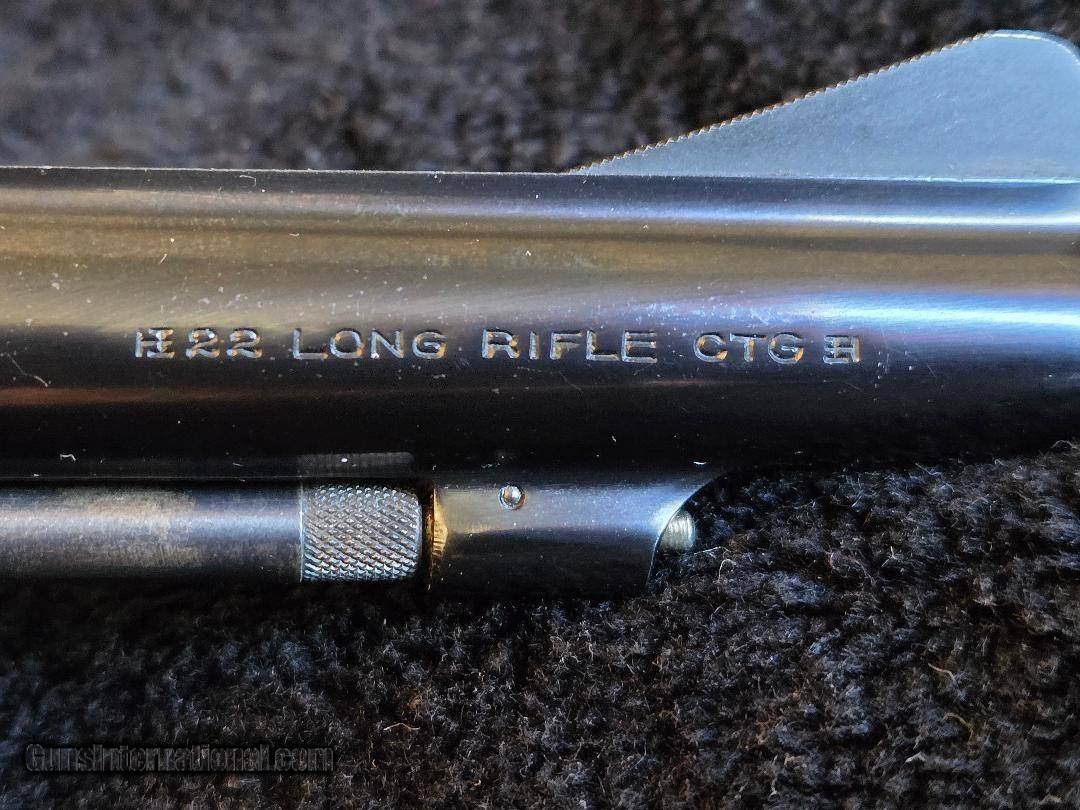 22 LONG RIFLE CTG
GunsInternational.com